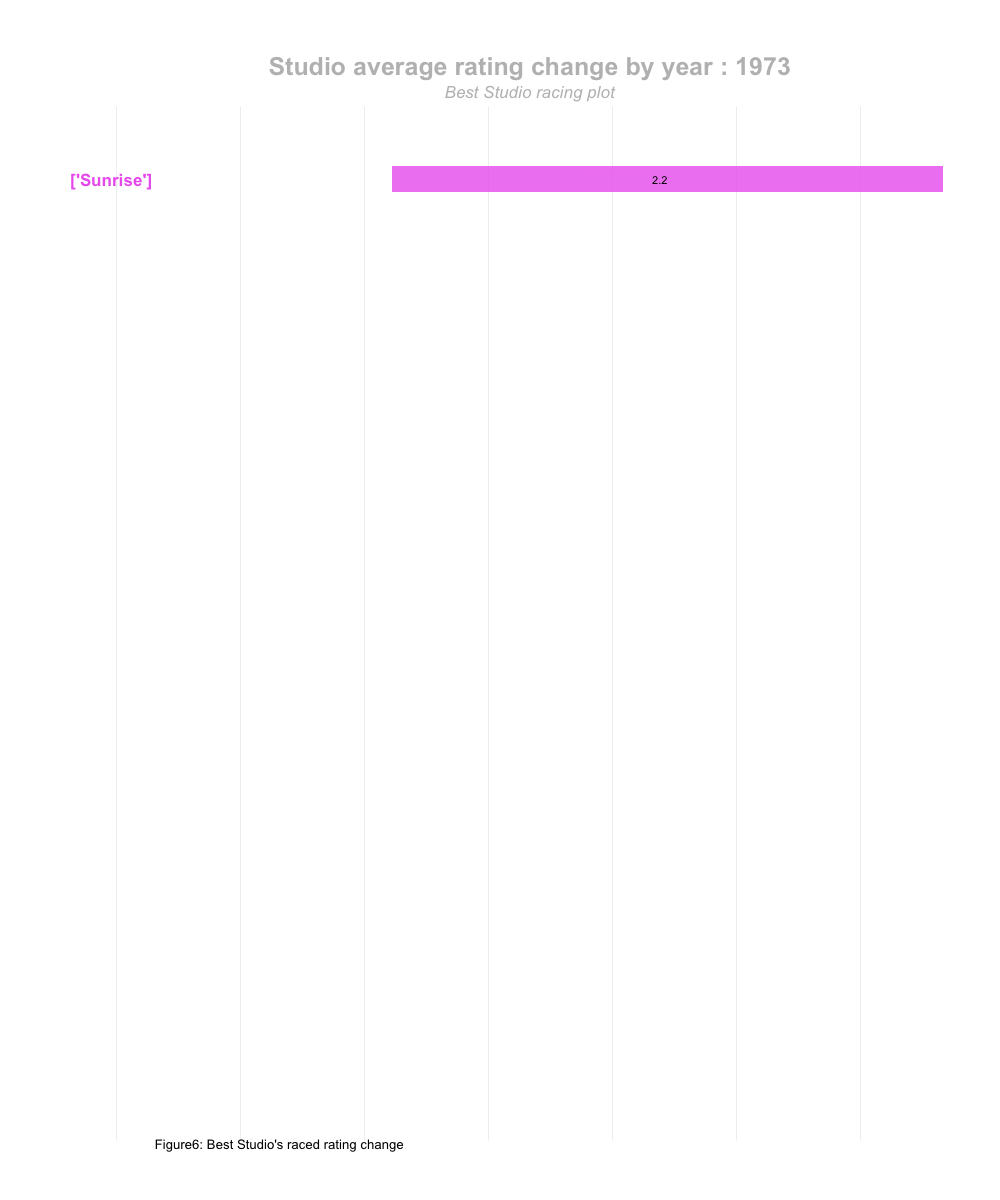 Studio average rating change by year : 1973
Best Studio racing plot
['Sunrise']
2.2
Figure6: Best Studio's raced rating change